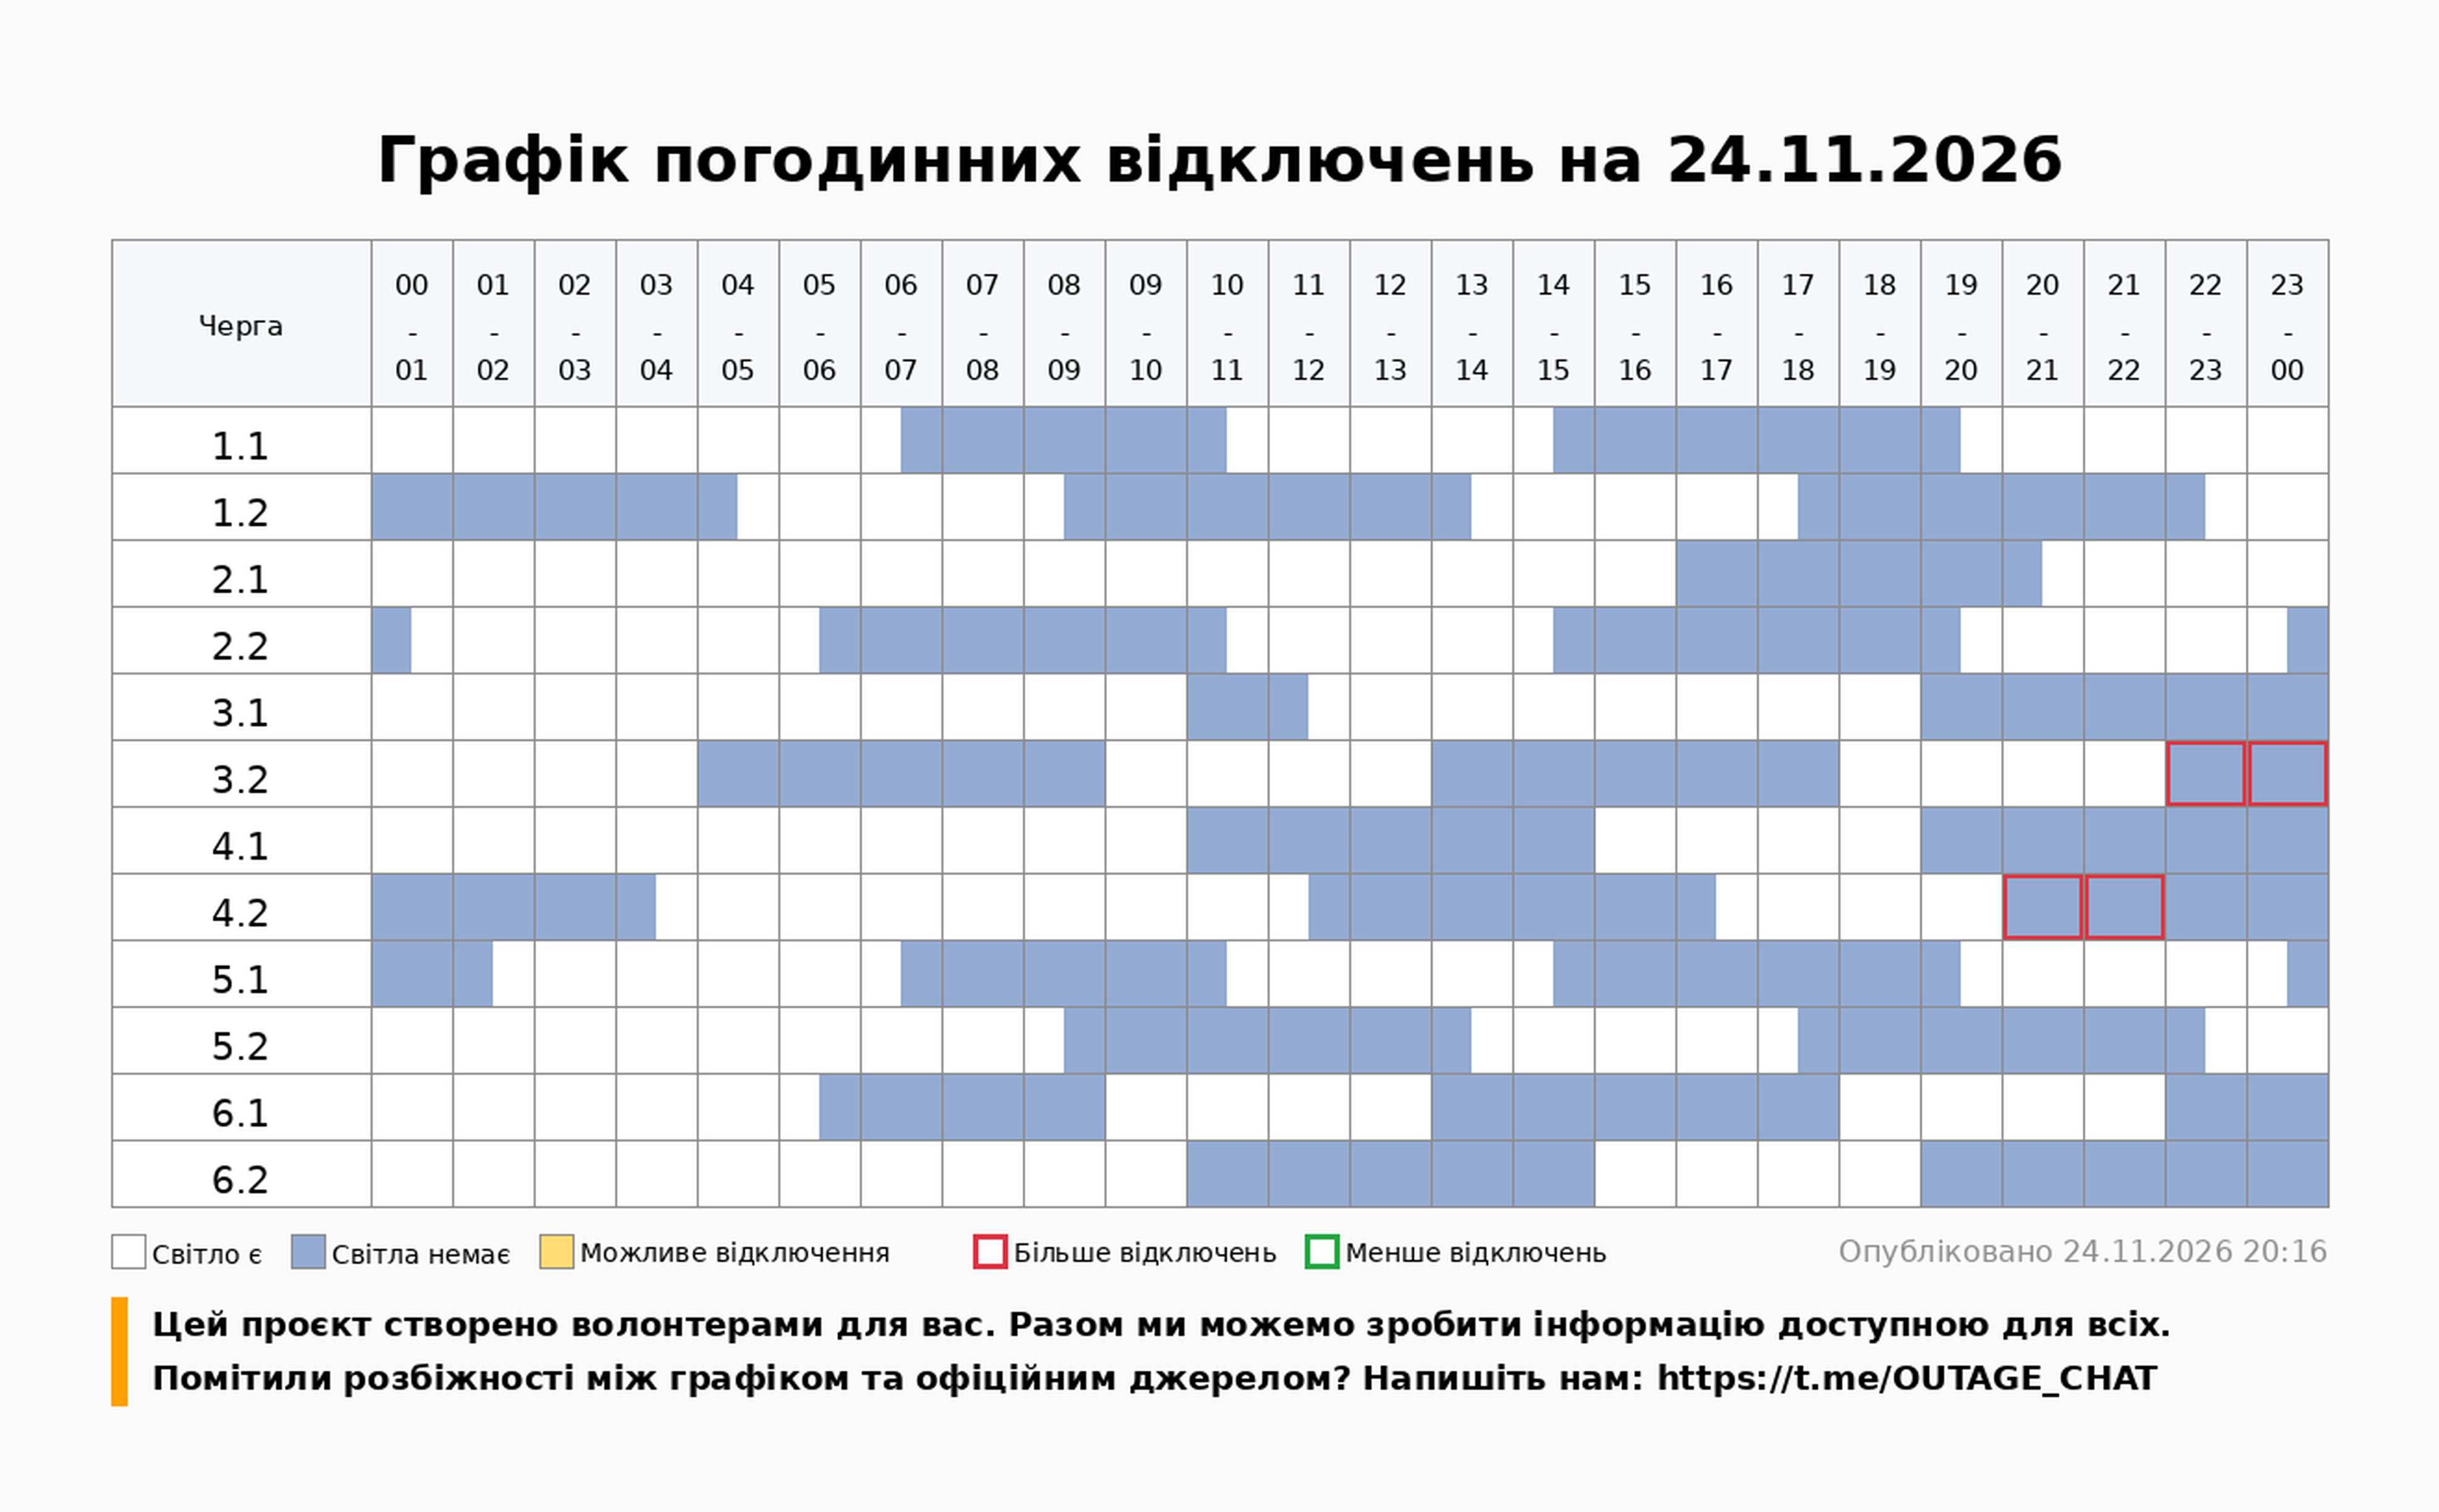 Графік погодинних відключень на 24.11.2026
Черга
00 - 01
01 - 02
02 - 03
03 - 04
04 - 05
05 - 06
06 - 07
07 - 08
08 - 09
09 - 10
10 - 11
11 - 12
12 - 13
13 - 14
14 - 15
15 - 16
16 - 17
17 - 18
18 - 19
19 - 20
20 - 21
21 - 22
22 - 23
23 - 00
1.1
1.2
2.1
2.2
3.1
3.2
4.1
4.2
5.1
5.2
6.1
6.2
Світло є
Світла немає
Можливе відключення
Більше відключень
Менше відключень
Опубліковано 24.11.2026 20:16
Цей проєкт створено волонтерами для вас. Разом ми можемо зробити інформацію доступною для всіх.
Помітили розбіжності між графіком та офіційним джерелом? Напишіть нам: https://t.me/OUTAGE_CHAT